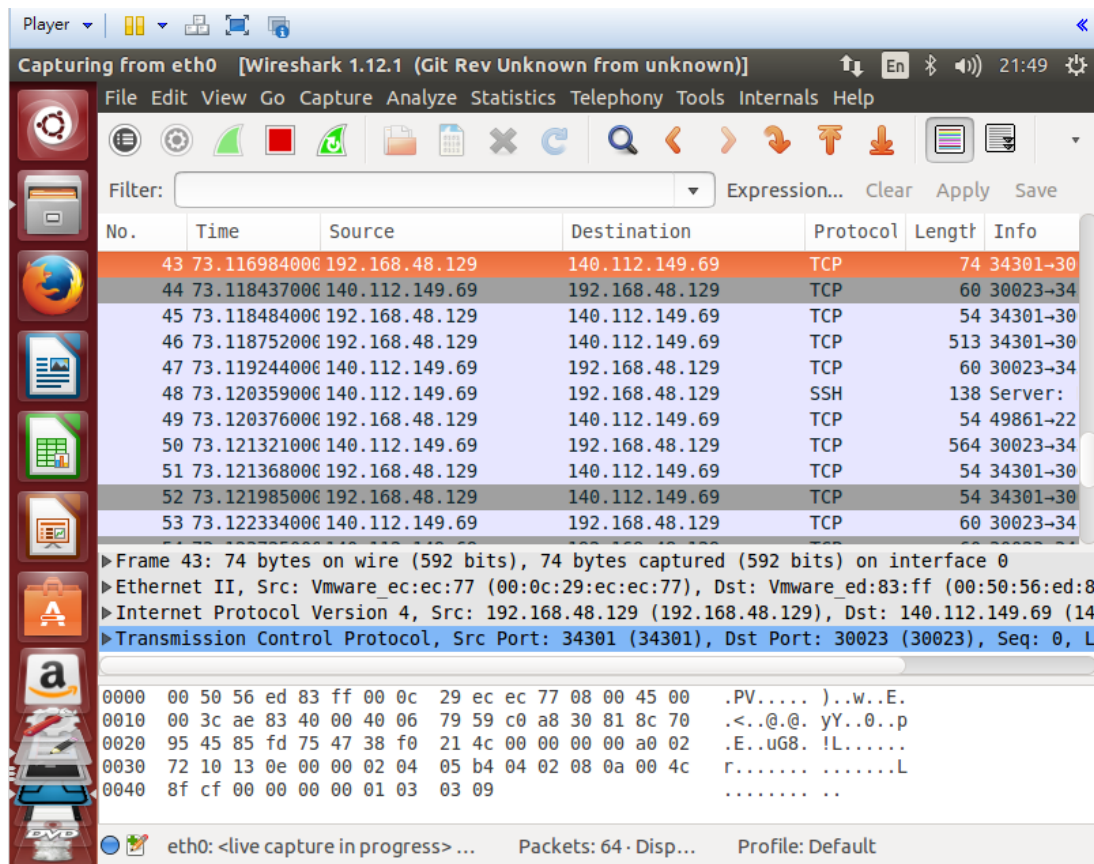 Player
Capturing from eth0 [Wireshark 1.12.1 (Git Rev Unknown from unknown)] En 21:49
File Edit View Go Capture Analyze Statistics Telephony Tools Internals Help
Filter: Expression... Clear Apply Save
No. Time Source Destination Protocol Length Info
43 73.116984000 192.168.48.129 140.112.149.69 TCP 74 34301→30
44 73.118437000 140.112.149.69 192.168.48.129 TCP 60 30023→34
45 73.118484000 192.168.48.129 140.112.149.69 TCP 54 34301→30
46 73.118752000 192.168.48.129 140.112.149.69 TCP 513 34301→30
47 73.119244000 140.112.149.69 192.168.48.129 TCP 60 30023→34
48 73.120359000 140.112.149.69 192.168.48.129 SSH 138 Server:
49 73.120376000 192.168.48.129 140.112.149.69 TCP 54 49861→22
50 73.121321000 140.112.149.69 192.168.48.129 TCP 564 30023→34
51 73.121368000 192.168.48.129 140.112.149.69 TCP 54 34301→30
52 73.121985000 192.168.48.129 140.112.149.69 TCP 54 34301→30
53 73.122334000 140.112.149.69 192.168.48.129 TCP 60 30023→34
Frame 43: 74 bytes on wire (592 bits), 74 bytes captured (592 bits) on interface 0
Ethernet II, Src: Vmware_ec:ec:77 (00:0c:29:ec:ec:77), Dst: Vmware_ed:83:ff (00:50:56:ed:8
Internet Protocol Version 4, Src: 192.168.48.129 (192.168.48.129), Dst: 140.112.149.69 (14
Transmission Control Protocol, Src Port: 34301 (34301), Dst Port: 30023 (30023), Seq: 0, L
0000 00 50 56 ed 83 ff 00 0c 29 ec ec 77 08 00 45 00 .PV..... )..w..E.
0010 00 3c ae 83 40 00 40 06 79 59 c0 a8 30 81 8c 70 .<..@.@. yY..0..p
0020 95 45 85 fd 75 47 38 f0 21 4c 00 00 00 00 a0 02 .E..uG8. !L......
0030 72 10 13 0e 00 00 02 04 05 b4 04 02 08 0a 00 4c r....... .......L
0040 8f cf 00 00 00 00 01 03 03 09 ........ ..
eth0: <live capture in progress> ... Packets: 64 · Disp... Profile: Default